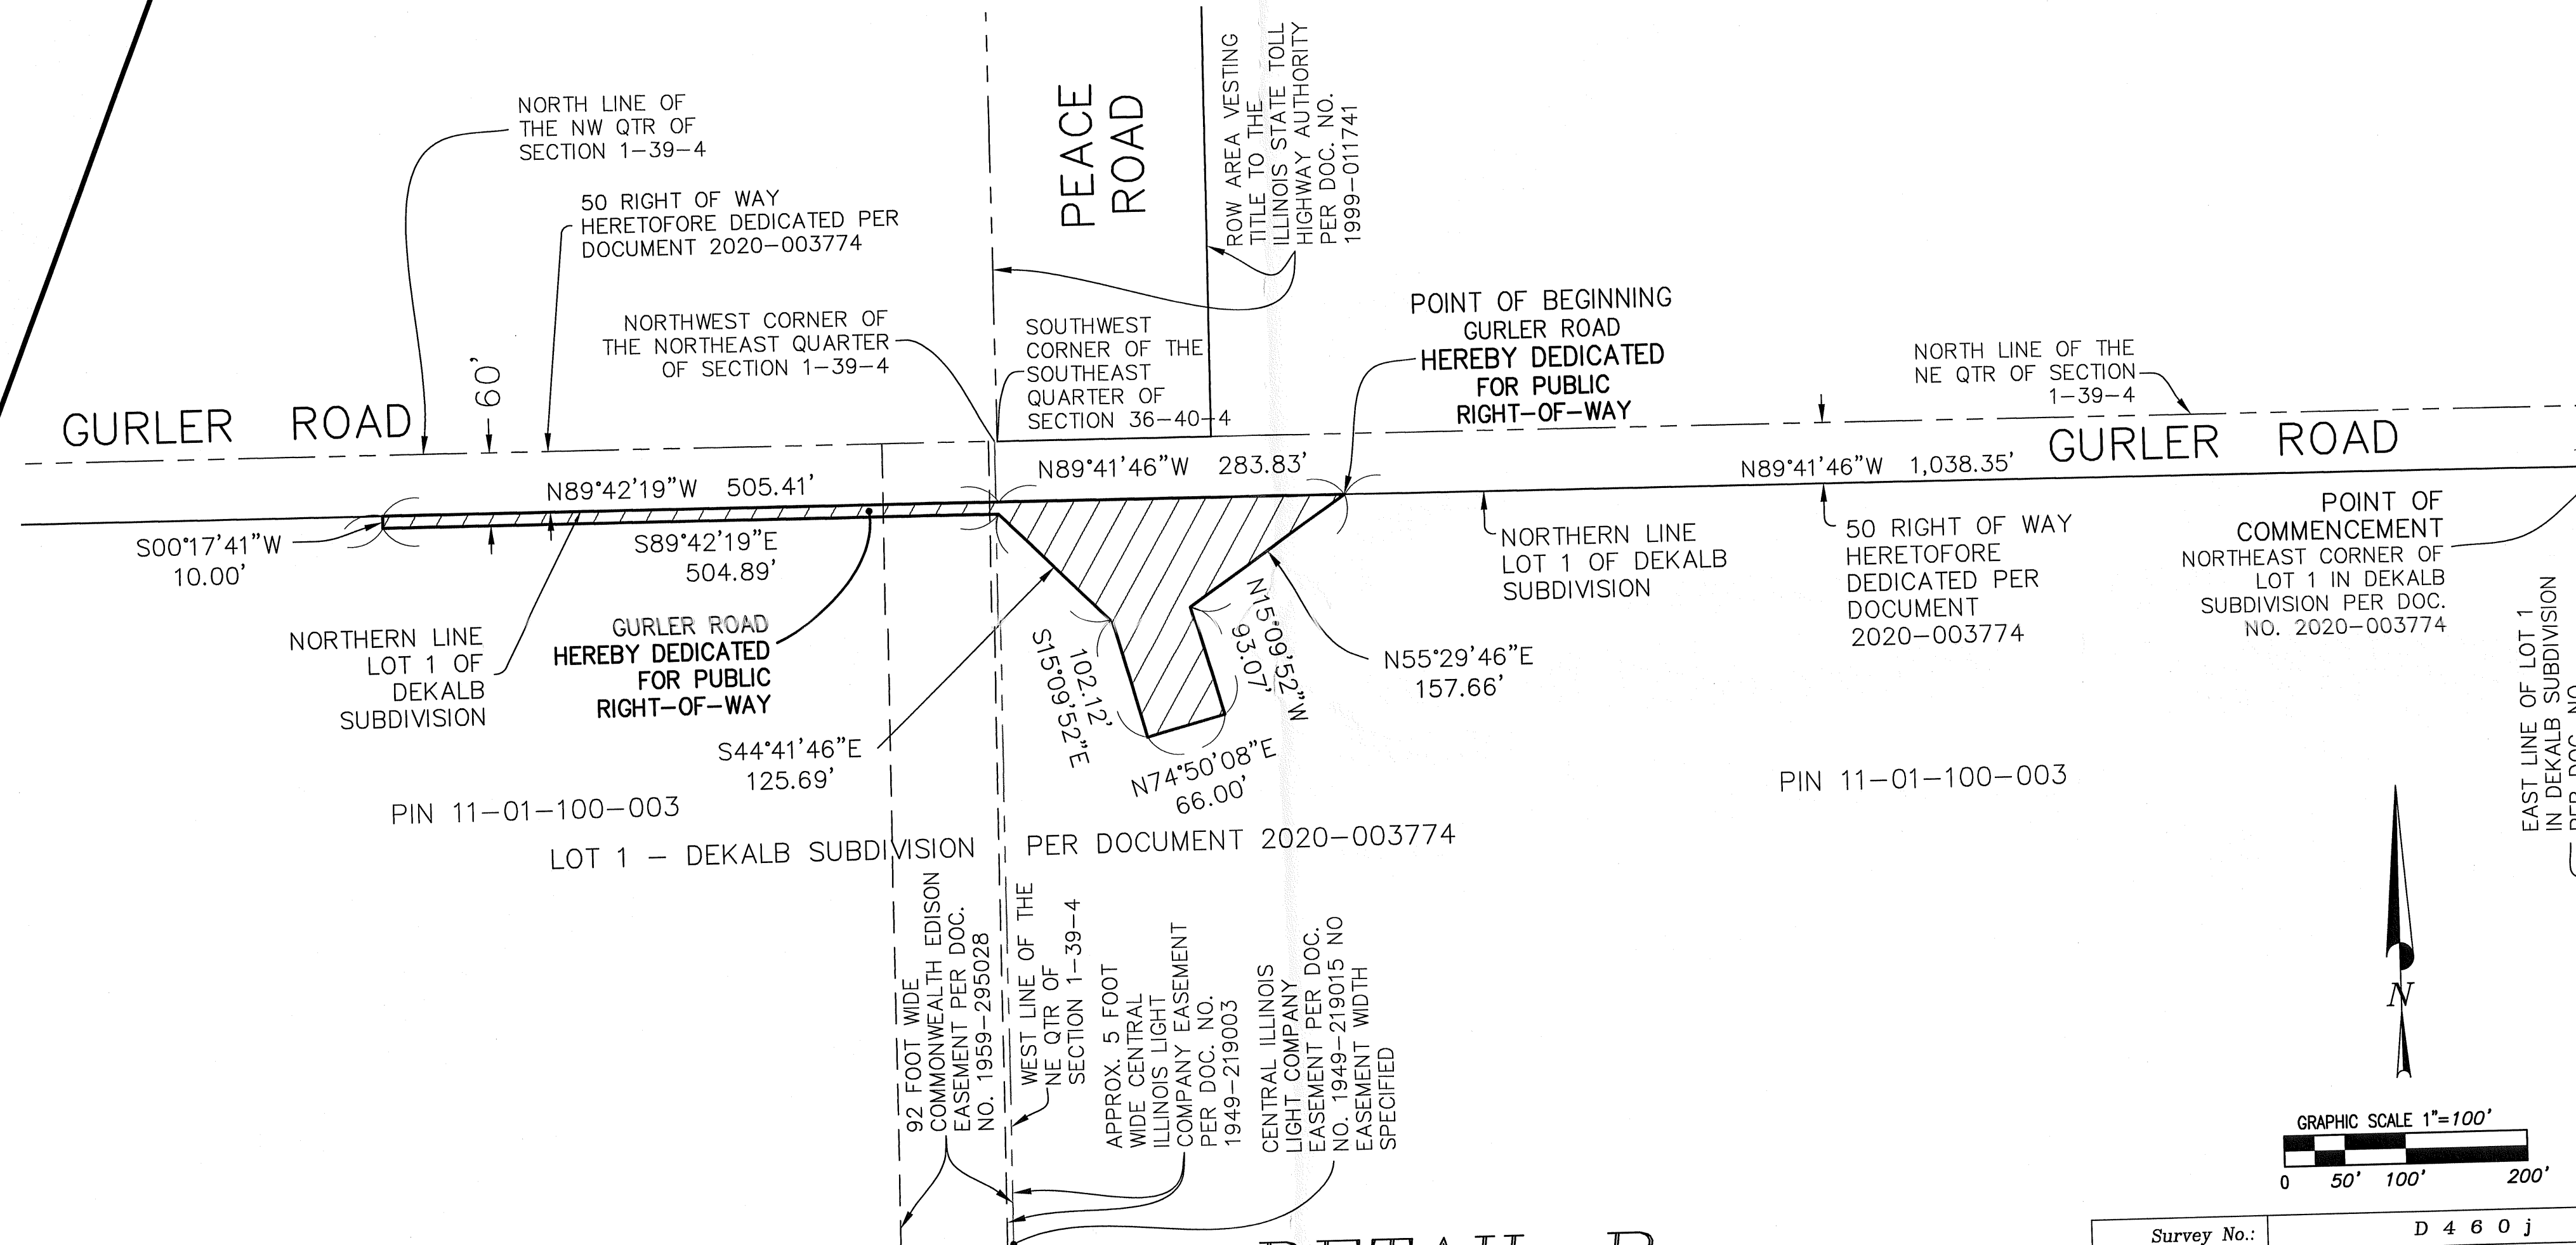 NORTH LINE OF
THE NW QTR OF
SECTION 1-39-4
50 RIGHT OF WAY
HERETOFORE DEDICATED PER
DOCUMENT 2020-003774
PEACE
ROAD
ROW AREA VESTING
TITLE TO THE
ILLINOIS STATE TOLL
HIGHWAY AUTHORITY
PER DOC. NO.
1999-011741
NORTHWEST CORNER OF
THE NORTHEAST QUARTER
OF SECTION 1-39-4
SOUTHWEST
CORNER OF THE
SOUTHEAST
QUARTER OF
SECTION 36-40-4
POINT OF BEGINNING
GURLER ROAD
HEREBY DEDICATED
FOR PUBLIC
RIGHT-OF-WAY
NORTH LINE OF THE
NE QTR OF SECTION
1-39-4
GURLER ROAD
60'
GURLER ROAD
N89°42'19"W 505.41'
N89°41'46"W 283.83'
N89°41'46"W 1,038.35'
S00°17'41"W
10.00'
S89°42'19"E
504.89'
NORTHERN LINE
LOT 1 OF
DEKALB
SUBDIVISION
GURLER ROAD
HEREBY DEDICATED
FOR PUBLIC
RIGHT-OF-WAY
S44°41'46"E
125.69'
102.12'
S15°09'52"E
N15°09'52"W
93.07'
N74°50'08"E
66.00'
N55°29'46"E
157.66'
NORTHERN LINE
LOT 1 OF DEKALB
SUBDIVISION
50 RIGHT OF WAY
HERETOFORE
DEDICATED PER
DOCUMENT
2020-003774
POINT OF
COMMENCEMENT
NORTHEAST CORNER OF
LOT 1 IN DEKALB
SUBDIVISION PER DOC.
NO. 2020-003774
EAST LINE OF LOT 1
IN DEKALB SUBDIVISION
PER DOC. NO.
PIN 11-01-100-003
PIN 11-01-100-003
LOT 1 - DEKALB SUBDIVISION PER DOCUMENT 2020-003774
92 FOOT WIDE
COMMONWEALTH EDISON
EASEMENT PER DOC.
NO. 1959-295028
WEST LINE OF THE
NE QTR OF
SECTION 1-39-4
APPROX. 5 FOOT
WIDE CENTRAL
ILLINOIS LIGHT
COMPANY EASEMENT
PER DOC. NO.
1949-219003
CENTRAL ILLINOIS
LIGHT COMPANY
EASEMENT PER DOC.
NO. 1949-219015 NO
EASEMENT WIDTH
SPECIFIED
N
GRAPHIC SCALE 1"=100'
0 50' 100' 200'
Survey No.: D 4 6 0 j
DETAIL B